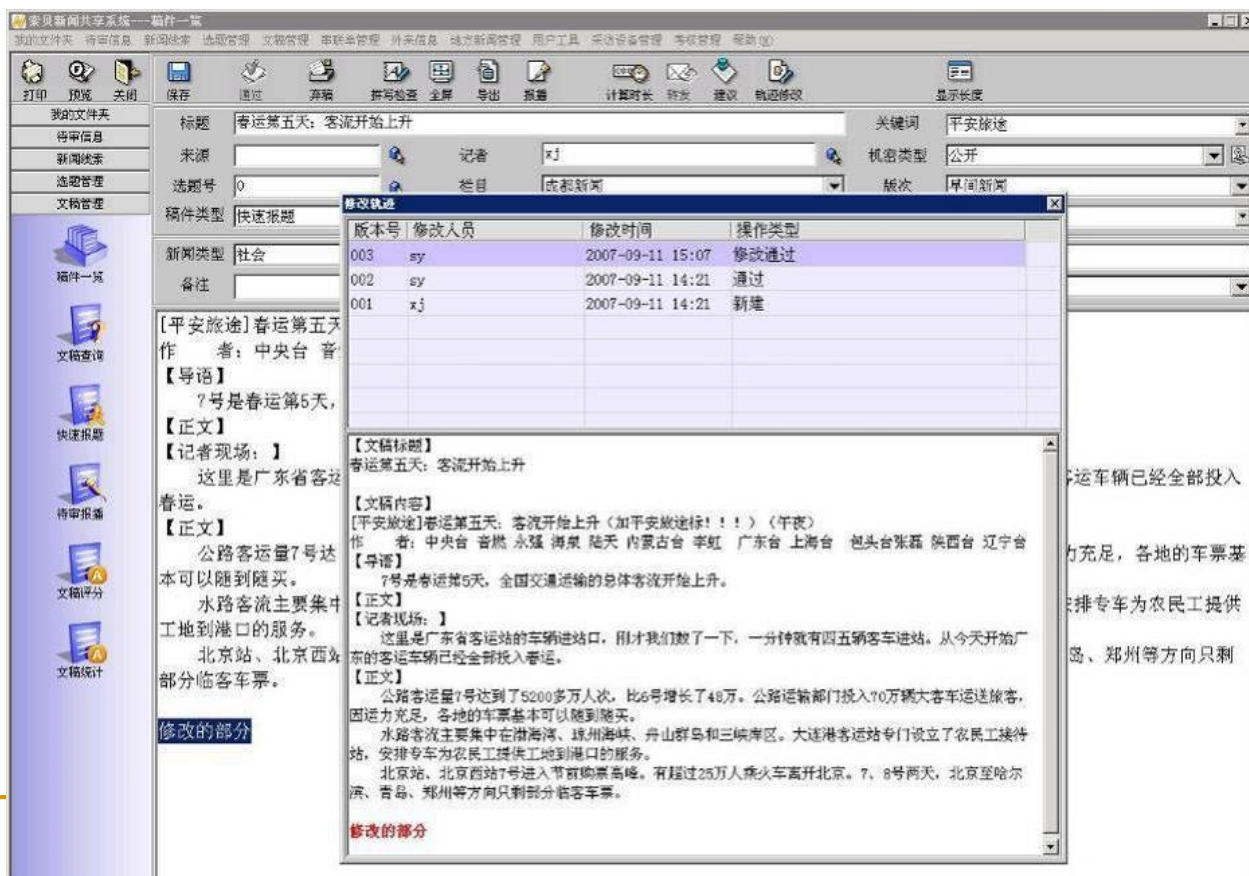 索贝新闻共享系统---稿件一览
我的文件夹 待审信息 新闻线索 选题管理 文稿管理 串联单管理 外来信息 地方新闻管理 用户工具 采访设备管理 考核管理 帮助(X)
打印 预览 关闭 保存 通过 弃稿 拼写检查 全屏 导出 报播 计算时长 转发 建议 轨迹修改 显示长度
我的文件夹
待审信息
新闻线索
选题管理
文稿管理
稿件一览
文稿查询
快速报题
待审报播
文稿评分
文稿统计
标题 春运第五天：客流开始上升 关键词 平安旅途
来源 记者 xj 机密类型 公开
选题号 0 栏目 成都新闻 版次 早间新闻
稿件类型 快速报题
新闻类型 社会
备注
[平安旅途]春运第五天
作 者：中央台 音
【导语】
7号是春运第5天，
【正文】
【记者现场：】
这里是广东省客运 客运车辆已经全部投入
春运。
【正文】
公路客运量7号达 力充足，各地的车票基
本可以随到随买。
水路客流主要集中 安排专车为农民工提供
工地到港口的服务。
北京站、北京西站 岛、郑州等方向只剩
部分临客车票。
修改的部分
修改轨迹
版本号 修改人员 修改时间 操作类型
003 sy 2007-09-11 15:07 修改通过
002 sy 2007-09-11 14:21 通过
001 xj 2007-09-11 14:21 新建
【文稿标题】
春运第五天：客流开始上升
【文稿内容】
[平安旅途]春运第五天：客流开始上升（加平安旅途标！！！）（午夜）
作 者：中央台 音燃 永强 海泉 陆天 内蒙古台 李虹 广东台 上海台 包头台张磊 陕西台 辽宁台
【导语】
7号是春运第5天，全国交通运输的总体客流开始上升。
【正文】
【记者现场：】
这里是广东省客运站的车辆进站口，刚才我们数了一下，一分钟就有四五辆客车进站。从今天开始广
东的客运车辆已经全部投入春运。
【正文】
公路客运量7号达到了5200多万人次，比6号增长了48万。公路运输部门投入70万辆大客车运送旅客，
因运力充足，各地的车票基本可以随到随买。
水路客流主要集中在渤海湾、琼州海峡、舟山群岛和三峡库区。大连港客运站专门设立了农民工接待
站，安排专车为农民工提供工地到港口的服务。
北京站、北京西站7号进入节前购票高峰。有超过25万人乘火车离开北京。7、8号两天，北京至哈尔
滨、青岛、郑州等方向只剩部分临客车票。
修改的部分